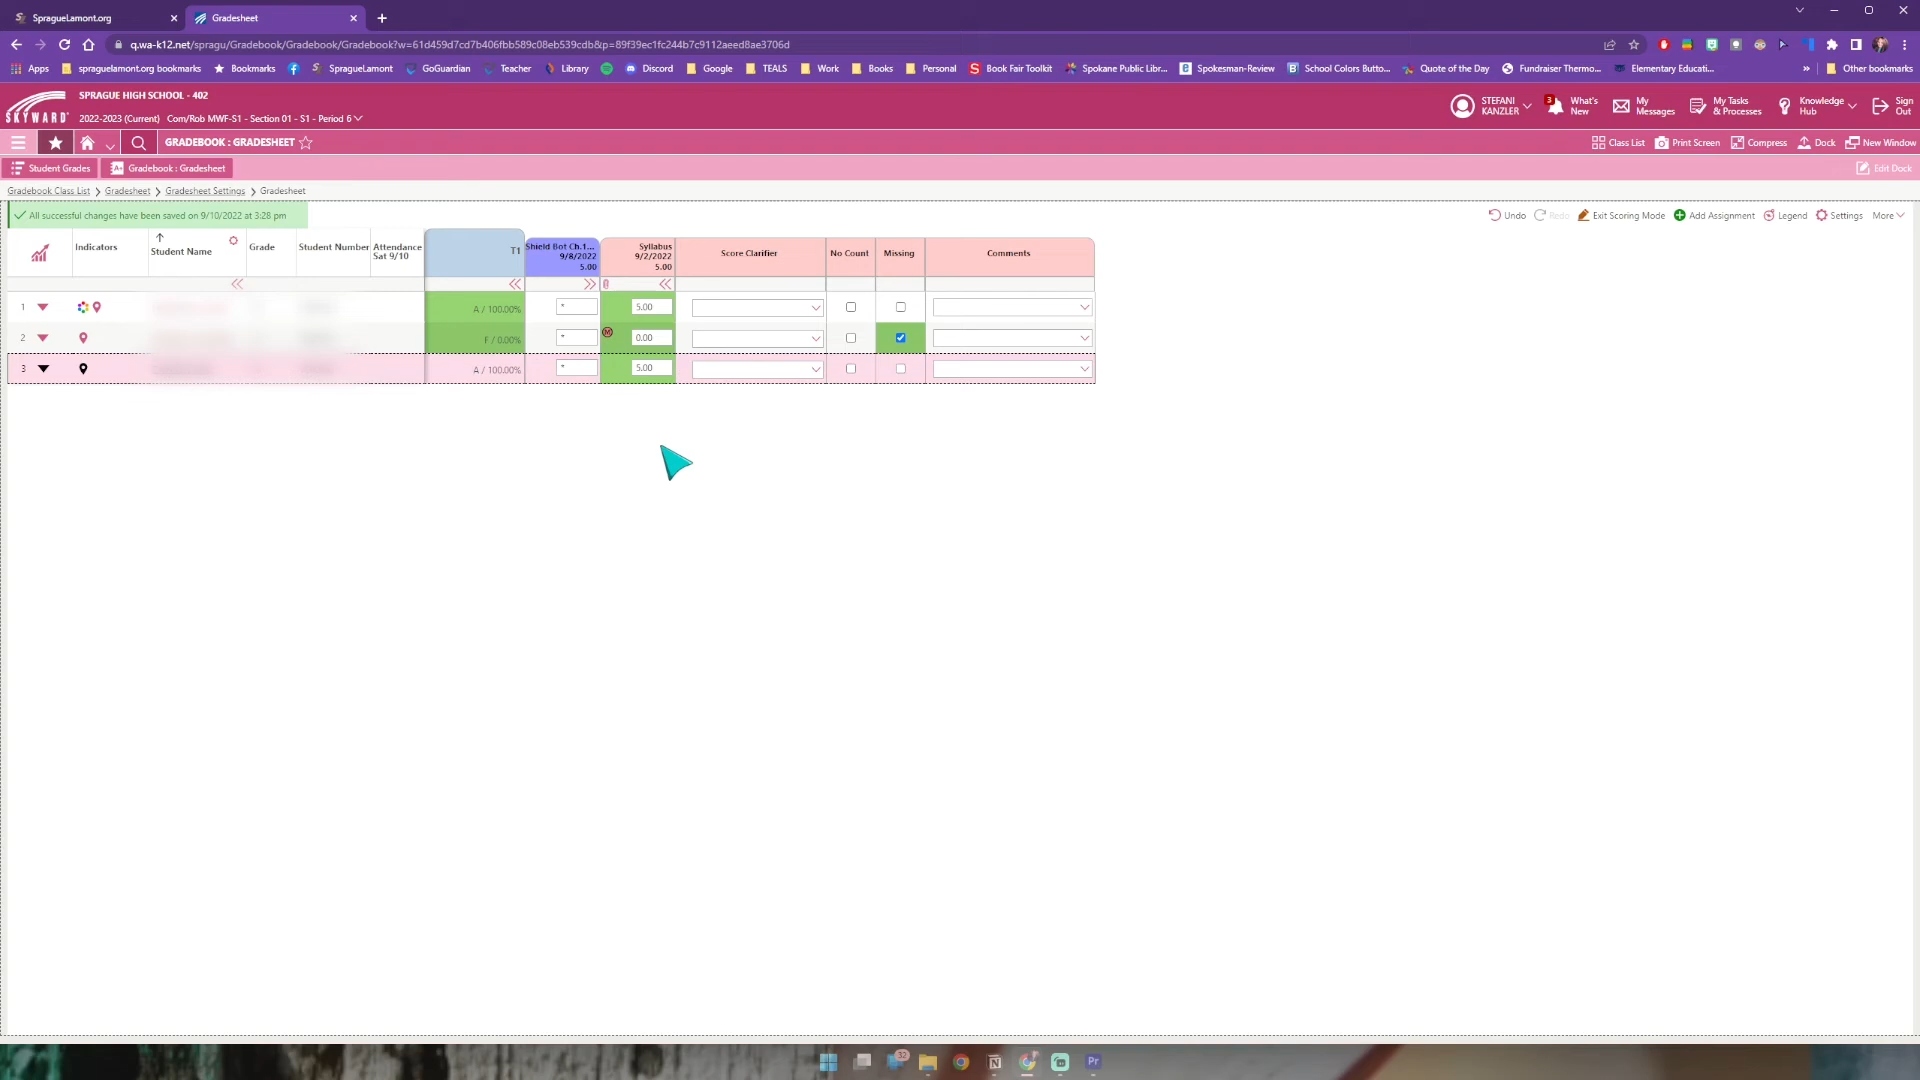 SpragueLamont.org
Gradesheet
q.wa-k12.net/spragu/Gradebook/Gradebook/Gradebook?w=61d459d7cd7b406fbb589c08eb539cdb&p=89f39ec1fc244b7c9112aeed8ae3706d
Apps spraguelamont.org bookmarks Bookmarks SpragueLamont GoGuardian Teacher Library Discord Google TEALS Work Books Personal Book Fair Toolkit Spokane Public Libr... Spokesman-Review School Colors Butto... Quote of the Day Fundraiser Thermo... Elementary Educati... » Other bookmarks
SKYWARD
SPRAGUE HIGH SCHOOL - 402
2022-2023 (Current) Com/Rob MWF-S1 - Section 01 - S1 - Period 6
STEFANI KANZLER
3 What's New
My Messages
My Tasks & Processes
Knowledge Hub
Sign Out
GRADEBOOK : GRADESHEET
Class List Print Screen Compress Dock New Window
Student Grades Gradebook : Gradesheet Edit Dock
Gradebook Class List > Gradesheet > Gradesheet Settings > Gradesheet
All successful changes have been saved on 9/10/2022 at 3:28 pm
Undo Redo Exit Scoring Mode Add Assignment Legend Settings More
Indicators Student Name Grade Student Number Attendance Sat 9/10 T1
Shield Bot Ch.1...
9/8/2022
5.00
Syllabus
9/2/2022
5.00
Score Clarifier No Count Missing Comments
1 A / 100.00% * 5.00
2 F / 0.00% * M 0.00
3 A / 100.00% * 5.00
32
Pr